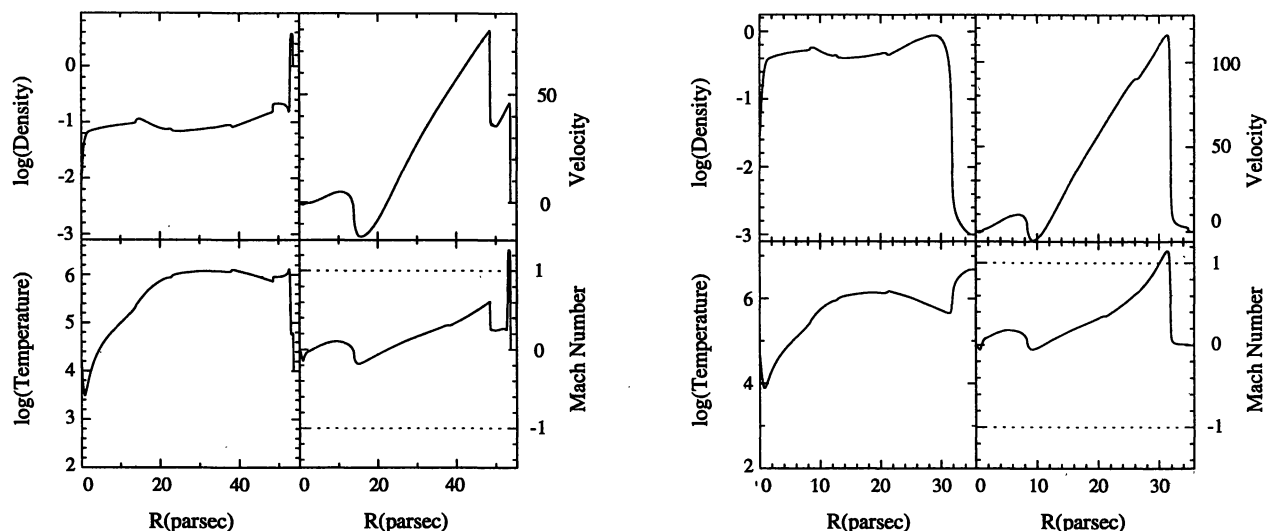 log(Density)
0
-1
-2
-3
50
0
Velocity
log(Temperature)
6
5
4
3
2
1
0
-1
Mach Number
0 20 40
0 20 40
R(parsec)
R(parsec)
log(Density)
0
-1
-2
-3
100
50
0
Velocity
log(Temperature)
6
4
2
1
0
-1
Mach Number
0 10 20 30
0 10 20 30
R(parsec)
R(parsec)